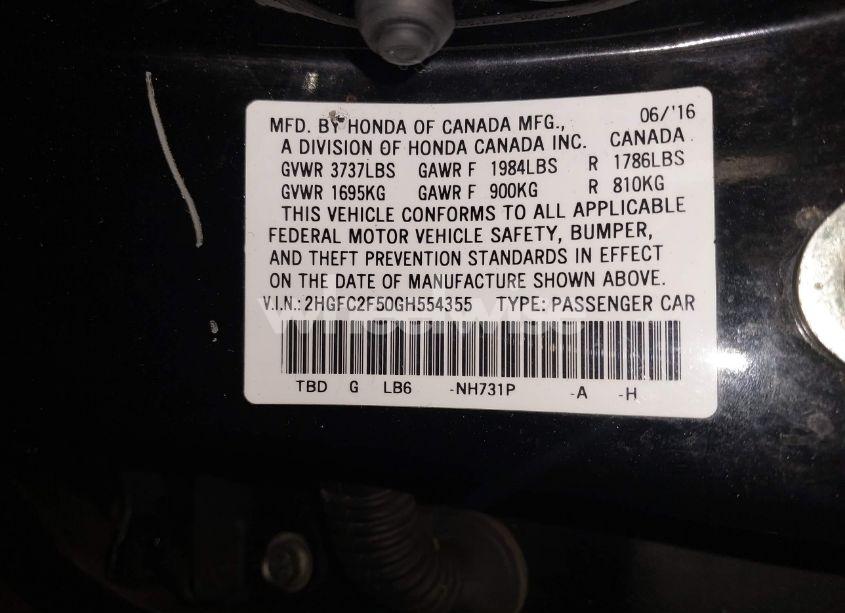 06/'16
MFD. BY HONDA OF CANADA MFG.,
A DIVISION OF HONDA CANADA INC. CANADA
GVWR 3737LBS GAWR F 1984LBS R 1786LBS
GVWR 1695KG GAWR F 900KG R 810KG
THIS VEHICLE CONFORMS TO ALL APPLICABLE
FEDERAL MOTOR VEHICLE SAFETY, BUMPER,
AND THEFT PREVENTION STANDARDS IN EFFECT
ON THE DATE OF MANUFACTURE SHOWN ABOVE.
V.I.N.: 2HGFC2F50GH554355 TYPE: PASSENGER CAR
TBD G LB6 -NH731P -A -H